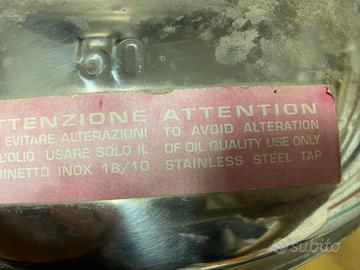 50
TTENZIONE ATTENTION
EVITARE ALTERAZIONI TO AVOID ALTERATION
L'OLIO USARE SOLO IL OF OIL QUALITY USE ONLY
BINETTO INOX 18/10 STAINLESS STEEL TAP
subito